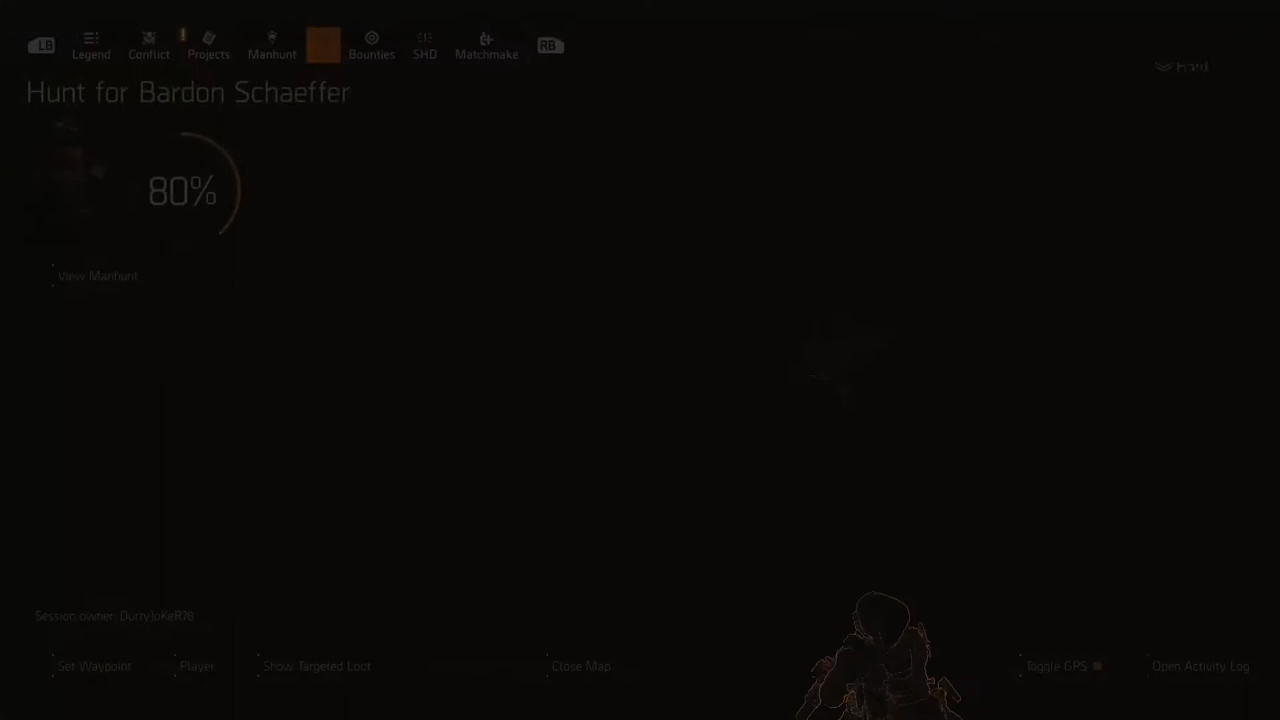 LB Legend Conflict Projects Manhunt Bounties SHD Matchmake RB
Hard
Hunt for Bardon Schaeffer
80%
View Manhunt
Session owner: DurtyJoKeR78
Set Waypoint Player Show Targeted Loot Close Map Toggle GPS Open Activity Log